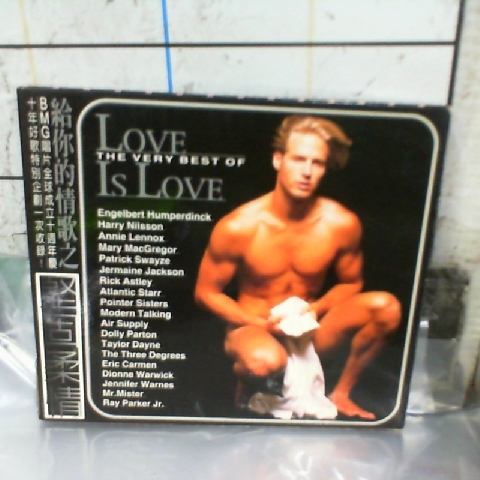 給你的情歌之
堅固柔情
BMG唱片全球成立十週年慶
十年好歌特別企劃一次收錄!
LOVE
THE VERY BEST OF
IS LOVE
Engelbert Humperdinck
Harry Nilsson
Annie Lennox
Mary MacGregor
Patrick Swayze
Jermaine Jackson
Rick Astley
Atlantic Starr
Pointer Sisters
Modern Talking
Air Supply
Dolly Parton
Taylor Dayne
The Three Degrees
Eric Carmen
Dionne Warwick
Jennifer Warnes
Mr.Mister
Ray Parker Jr.